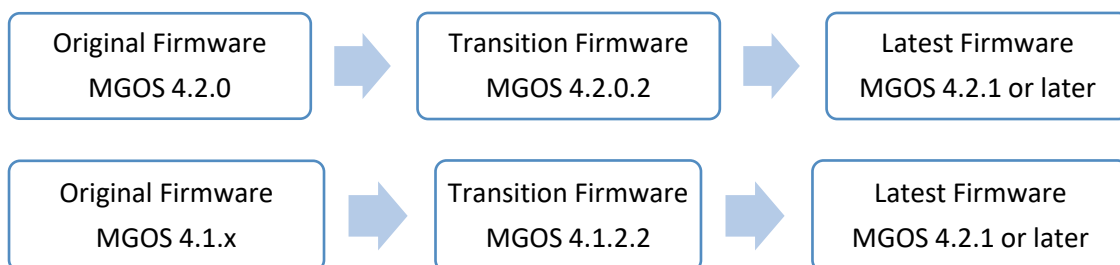 Original Firmware
MGOS 4.2.0
Transition Firmware
MGOS 4.2.0.2
Latest Firmware
MGOS 4.2.1 or later
Original Firmware
MGOS 4.1.x
Transition Firmware
MGOS 4.1.2.2
Latest Firmware
MGOS 4.2.1 or later